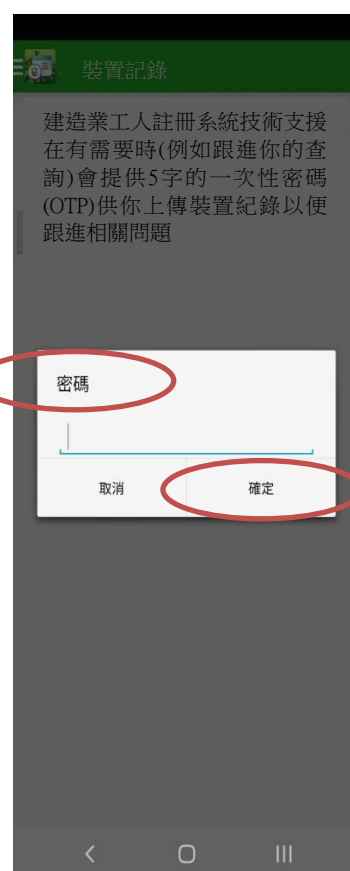 裝置記錄
建造業工人註冊系統技術支援
在有需要時(例如跟進你的查
詢)會提供5字的一次性密碼
(OTP)供你上傳裝置紀錄以便
跟進相關問題
密碼
取消 確定